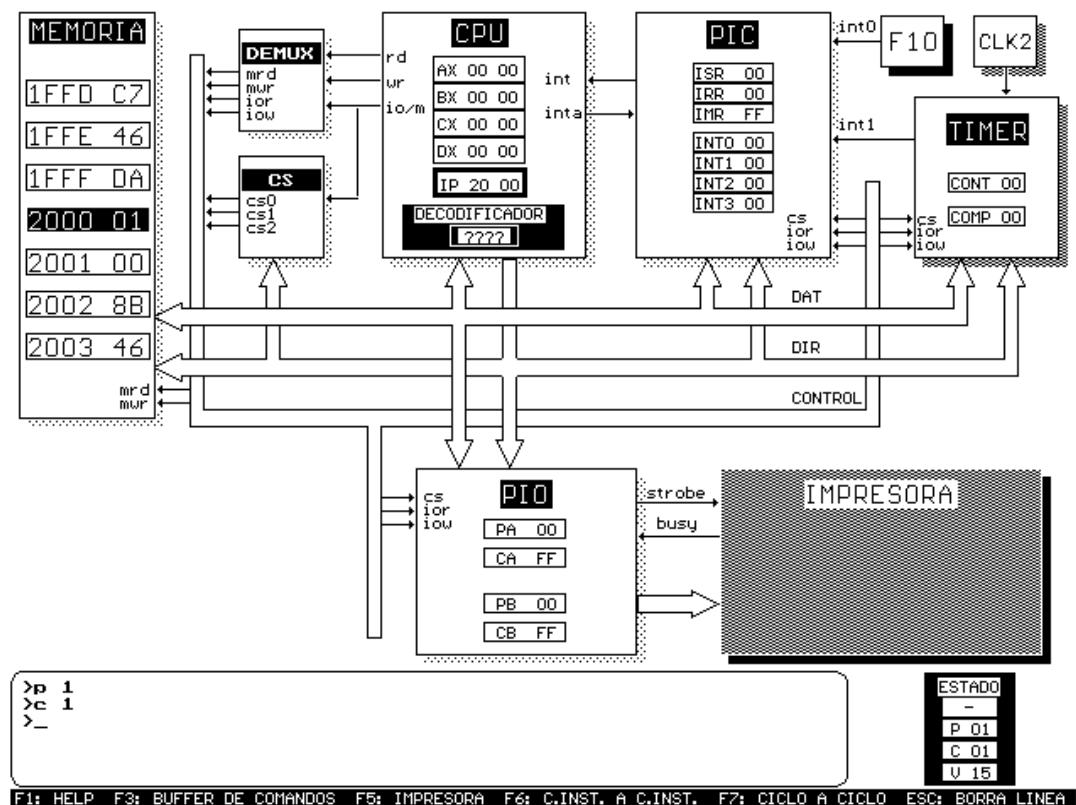 MEMORIA
1FFD C7
1FFE 46
1FFF DA
2000 01
2001 00
2002 8B
2003 46
mrd
mwr
DEMUX
mrd
mwr
ior
iow
CS
cs0
cs1
cs2
CPU
rd
wr
io/m
AX 00 00
BX 00 00
CX 00 00
DX 00 00
IP 20 00
DECODIFICADOR
????
int
inta
PIC
ISR 00
IRR 00
IMR FF
INT0 00
INT1 00
INT2 00
INT3 00
cs
ior
iow
int0
F10
CLK2
int1
TIMER
CONT 00
COMP 00
cs
ior
iow
DAT
DIR
CONTROL
PIO
cs
ior
iow
PA 00
CA FF
PB 00
CB FF
strobe
busy
IMPRESORA
>p 1
>c 1
>_
ESTADO
-
P 01
C 01
V 15
F1: HELP F3: BUFFER DE COMANDOS F5: IMPRESORA F6: C.INST. A C.INST. F7: CICLO A CICLO ESC: BORRA LINEA